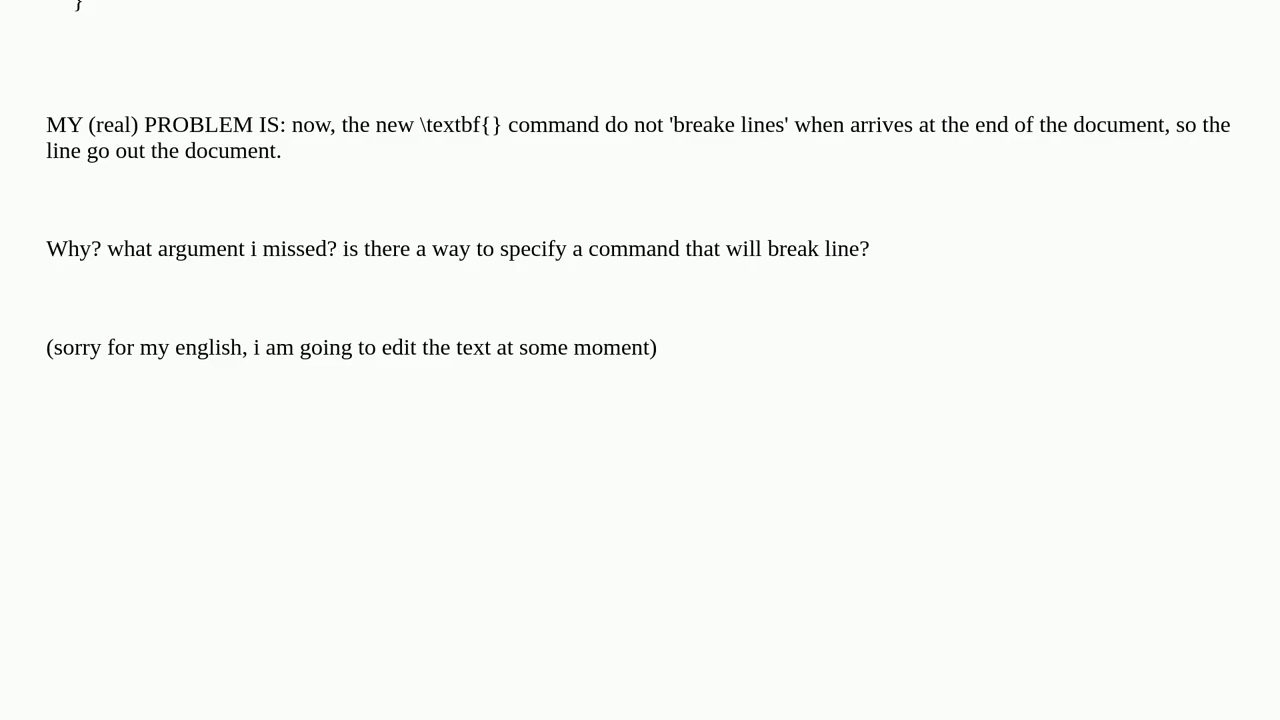 }
MY (real) PROBLEM IS: now, the new \textbf{} command do not 'breake lines' when arrives at the end of the document, so the
line go out the document.
Why? what argument i missed? is there a way to specify a command that will break line?
(sorry for my english, i am going to edit the text at some moment)